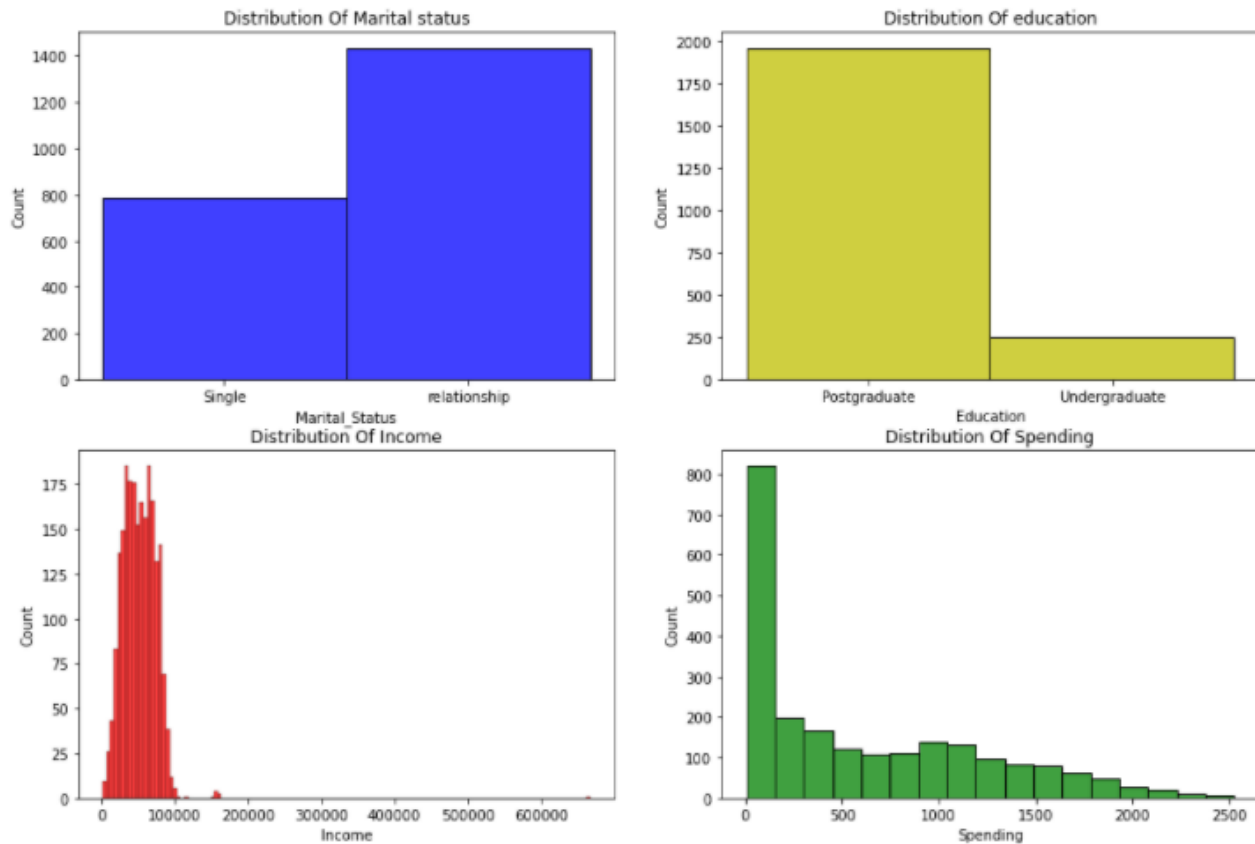 Distribution Of Marital status
1400
1200
1000
800
600
400
200
0
Count
Single
relationship
Marital_Status
Distribution Of education
2000
1750
1500
1250
1000
750
500
250
0
Count
Postgraduate
Undergraduate
Education
Distribution Of Income
175
150
125
100
75
50
25
0
Count
0 100000 200000 300000 400000 500000 600000
Income
Distribution Of Spending
800
700
600
500
400
300
200
100
0
Count
0 500 1000 1500 2000 2500
Spending